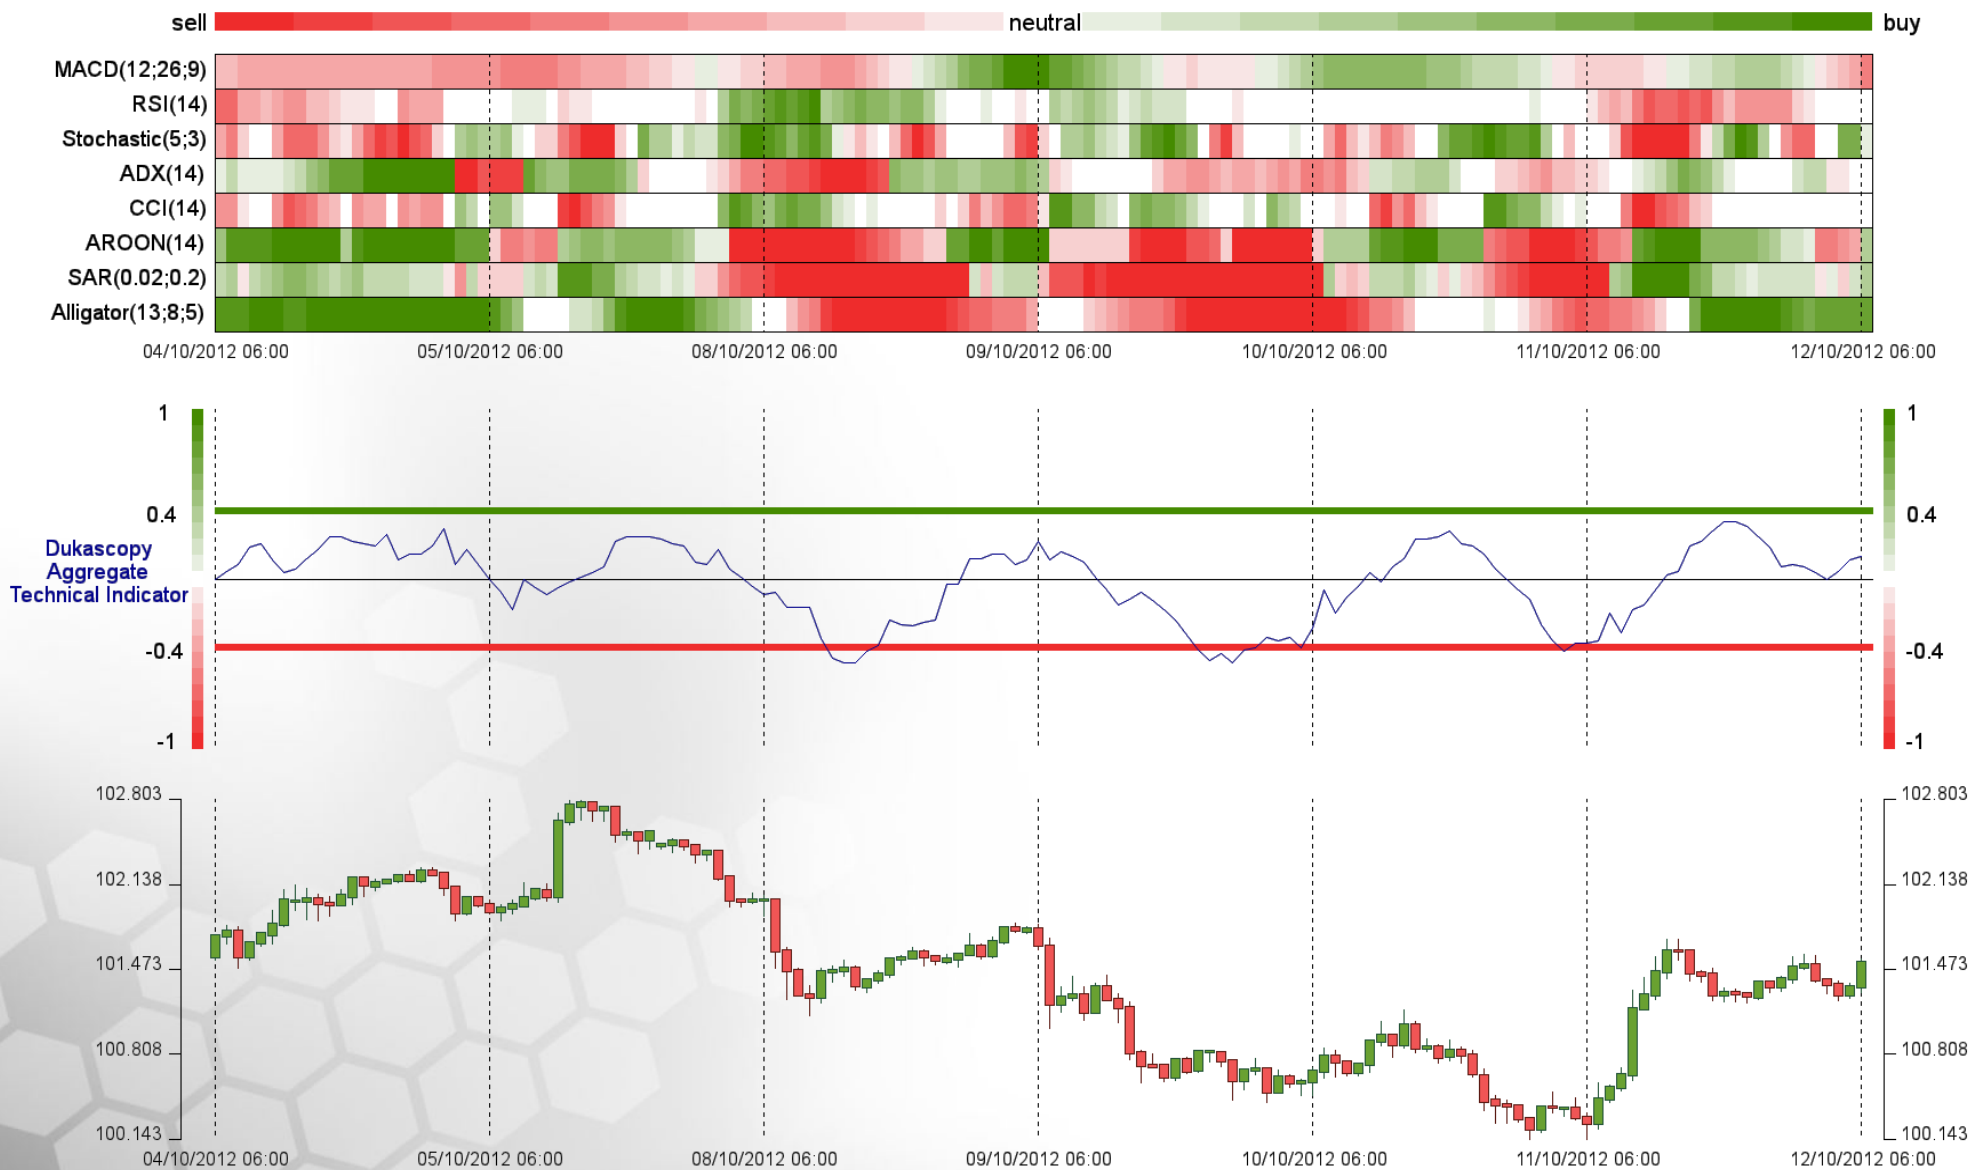 sell neutral buy
MACD(12;26;9)
RSI(14)
Stochastic(5;3)
ADX(14)
CCI(14)
AROON(14)
SAR(0.02;0.2)
Alligator(13;8;5)
04/10/2012 06:00 05/10/2012 06:00 08/10/2012 06:00 09/10/2012 06:00 10/10/2012 06:00 11/10/2012 06:00 12/10/2012 06:00
1 1
0.4 0.4
Dukascopy
Aggregate
Technical Indicator
-0.4 -0.4
-1 -1
102.803 102.803
102.138 102.138
101.473 101.473
100.808 100.808
100.143 100.143
04/10/2012 06:00 05/10/2012 06:00 08/10/2012 06:00 09/10/2012 06:00 10/10/2012 06:00 11/10/2012 06:00 12/10/2012 06:00